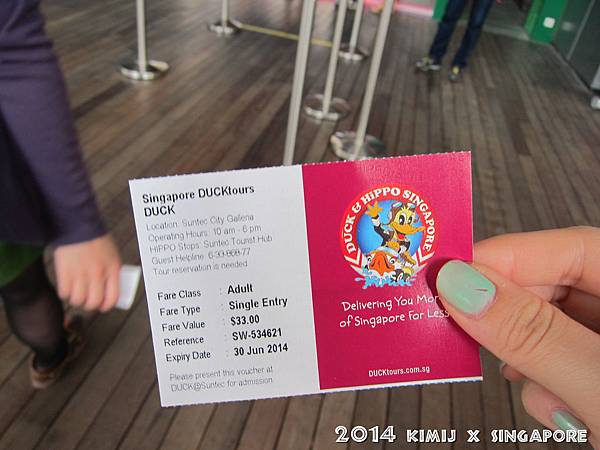 Singapore DUCKtours
DUCK
Location: Suntec City Galleria
Operating Hours: 10 am - 6 pm
HiPPO Stops: Suntec Tourist Hub
Guest Helpline:
Tour reservation is needed
Fare Class : Adult
Fare Type : Single Entry
Fare Value : $33.00
Reference : SW-534621
Expiry Date : 30 Jun 2014
Please present this voucher at
DUCK@Suntec for admission
DUCK & HiPPO SINGAPORE
Delivering You Mor
of Singapore For Less
DUCKtours.com.sg
2014 KIMIJ X SINGAPORE